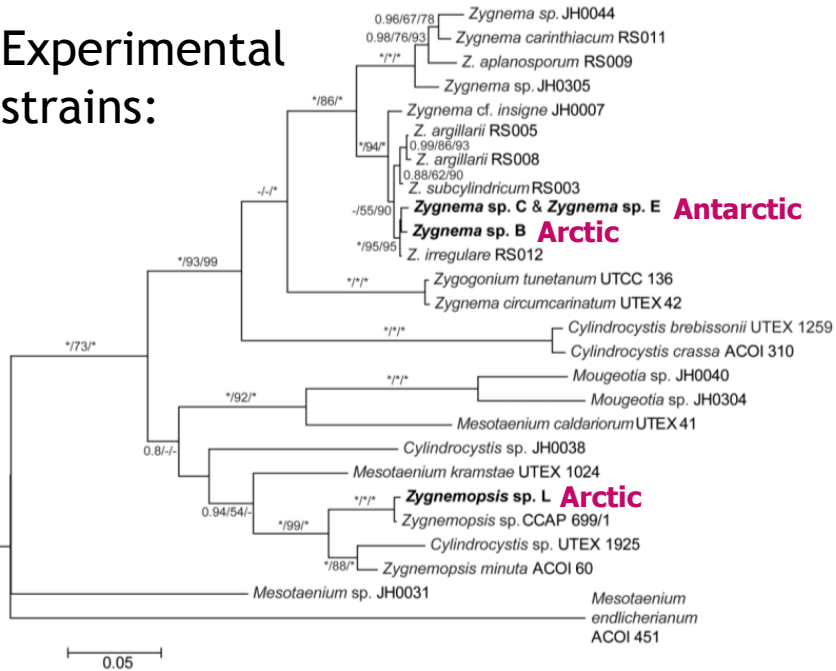 Experimental
strains:
0.96/67/78
Zygnema sp. JH0044
0.98/76/93
Zygnema carinthiacum RS011
*/*/*
Z. aplanosporum RS009
Zygnema sp. JH0305
*/86/*
Zygnema cf. insigne JH0007
Z. argillarii RS005
*/94/*
0.99/86/93
Z. argillarii RS008
0.88/62/90
Z. subcylindricum RS003
-/-/*
-/55/90
Zygnema sp. C & Zygnema sp. E Antarctic
Zygnema sp. B Arctic
*/95/95
Z. irregulare RS012
*/93/99
*/*/*
Zygogonium tunetanum UTCC 136
Zygnema circumcarinatum UTEX 42
*/*/*
Cylindrocystis brebissonii UTEX 1259
Cylindrocystis crassa ACOI 310
*/73/*
*/*/*
Mougeotia sp. JH0040
*/92/*
Mougeotia sp. JH0304
Mesotaenium caldariorum UTEX 41
0.8/-/-
Cylindrocystis sp. JH0038
Mesotaenium kramstae UTEX 1024
0.94/54/-
*/*/*
Zygnemopsis sp. L Arctic
Zygnemopsis sp. CCAP 699/1
*/99/*
Cylindrocystis sp. UTEX 1925
*/88/*
Zygnemopsis minuta ACOI 60
Mesotaenium sp. JH0031
Mesotaenium
endlicherianum
ACOI 451
0.05